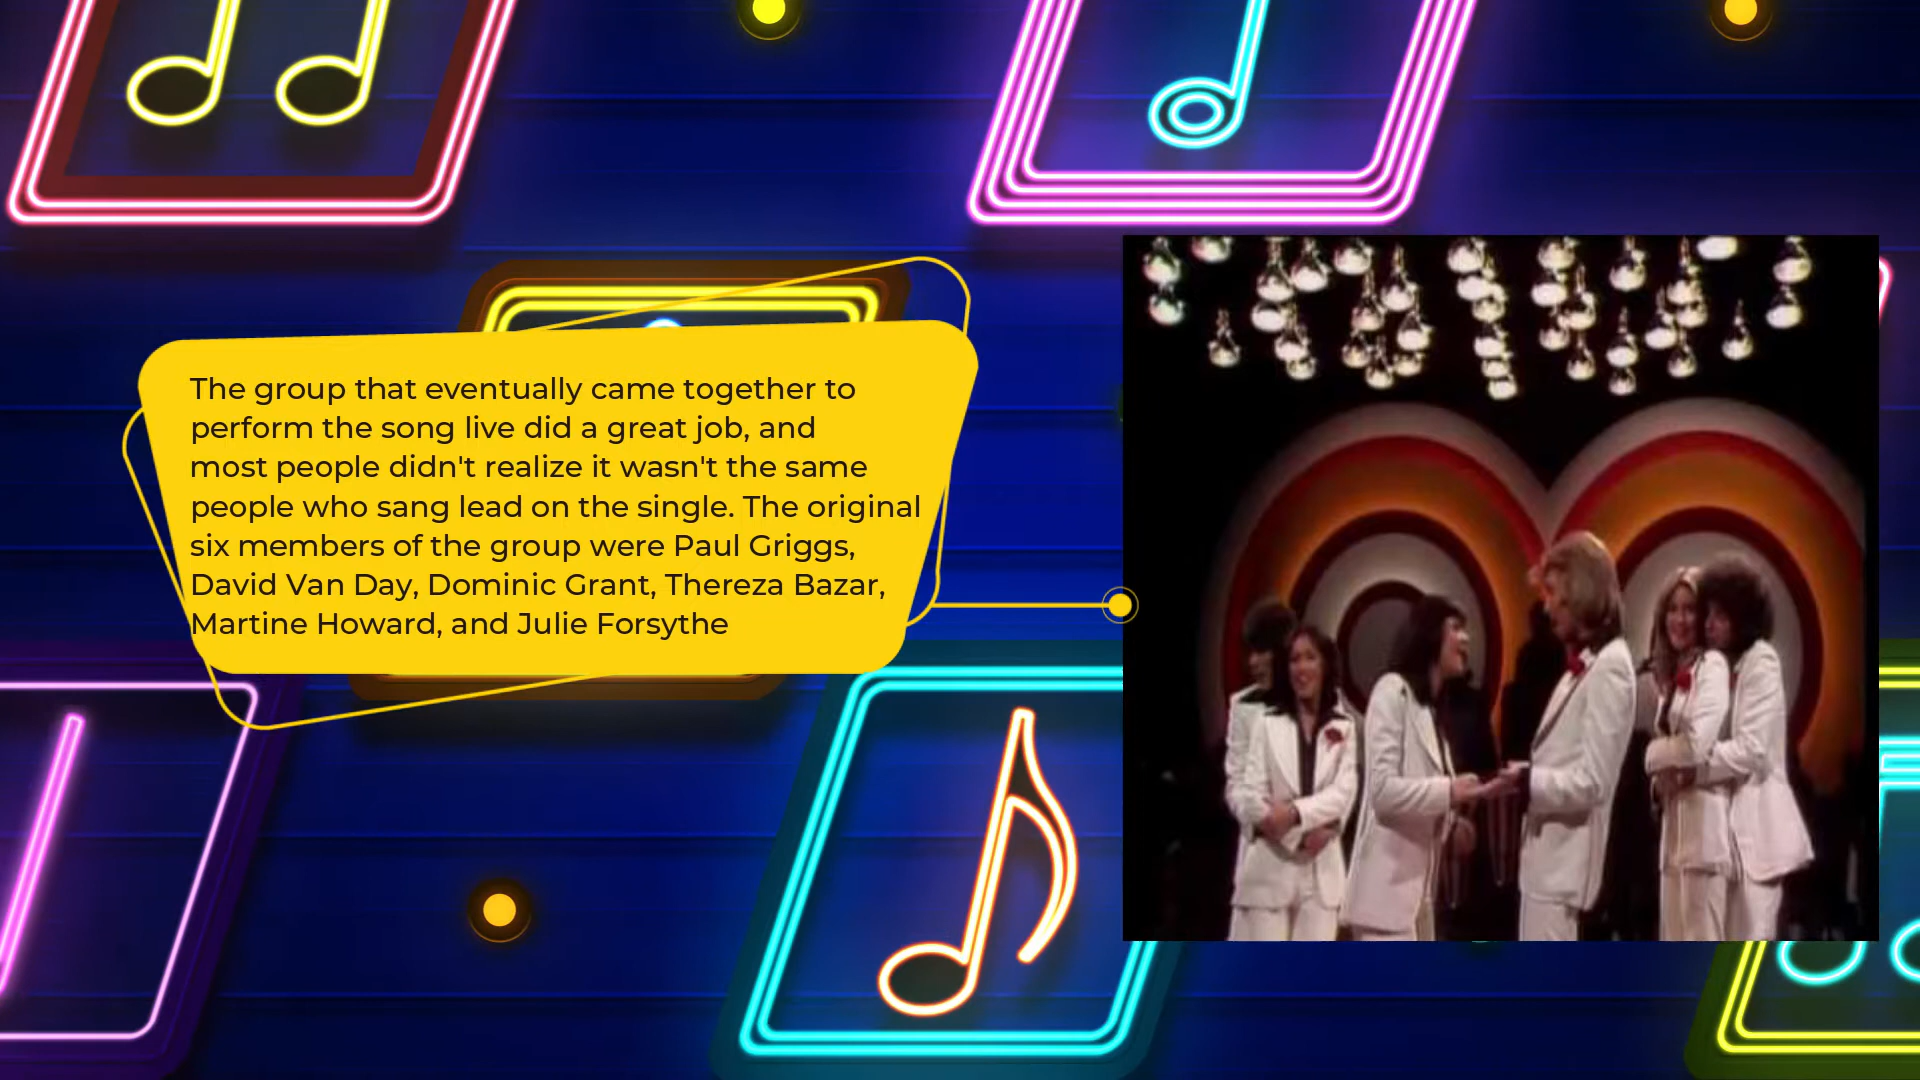 The group that eventually came together to
perform the song live did a great job, and
most people didn't realize it wasn't the same
people who sang lead on the single. The original
six members of the group were Paul Griggs,
David Van Day, Dominic Grant, Thereza Bazar,
Martine Howard, and Julie Forsythe